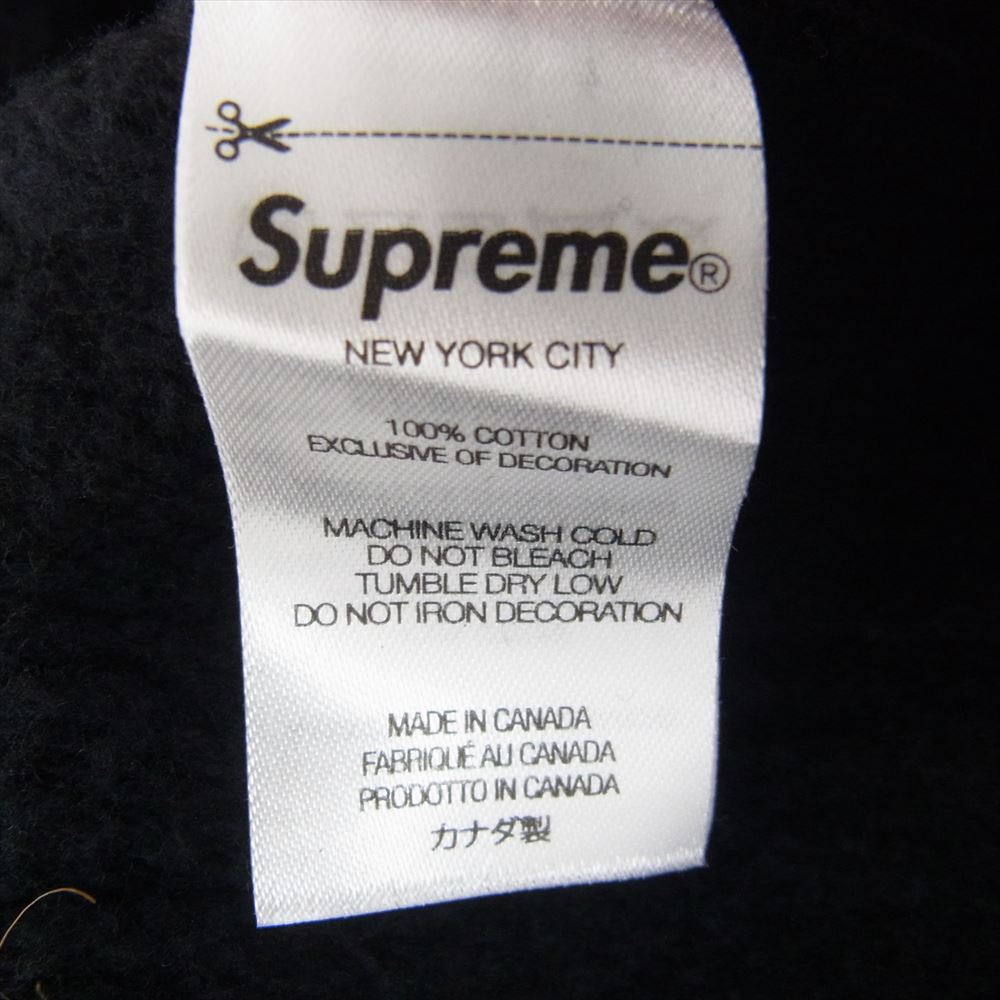 Supreme®
NEW YORK CITY
100% COTTON
EXCLUSIVE OF DECORATION
MACHINE WASH COLD
DO NOT BLEACH
TUMBLE DRY LOW
DO NOT IRON DECORATION
MADE IN CANADA
FABRIQUÉ AU CANADA
PRODOTTO IN CANADA
カナダ製